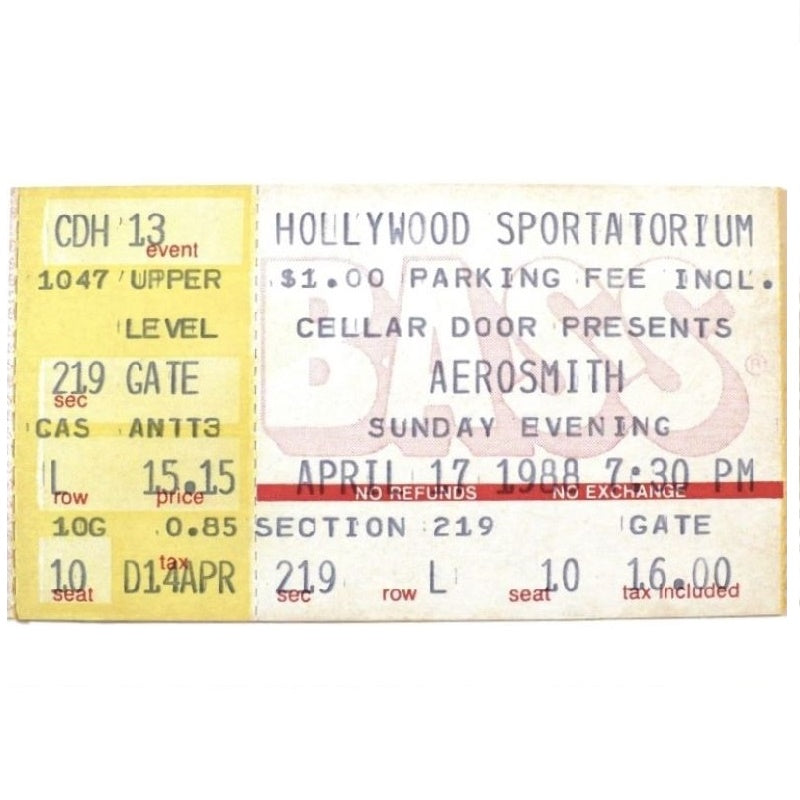 CDH 13
event
1047 UPPER
LEVEL
219 GATE
sec
CAS ANTT3
L 15.15
row price
10G 0.85
tax
10 D14APR
seat
HOLLYWOOD SPORTATORIUM
$1.00 PARKING FEE INCL.
CELLAR DOOR PRESENTS
AEROSMITH
SUNDAY EVENING
APRIL 17 1988 7:30 PM
NO REFUNDS NO EXCHANGE
SECTION 219 GATE
219 L 10 16.00
sec row seat tax included
BASS®